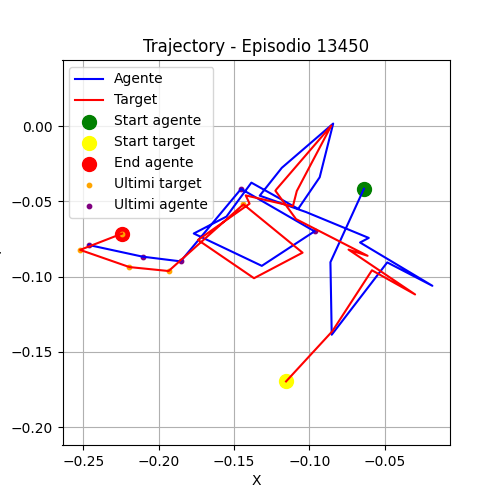 Trajectory - Episodio 13450
Agente
Target
Start agente
Start target
End agente
Ultimi target
Ultimi agente
0.00
−0.05
−0.10
−0.15
−0.20
−0.25
−0.20
−0.15
−0.10
−0.05
X